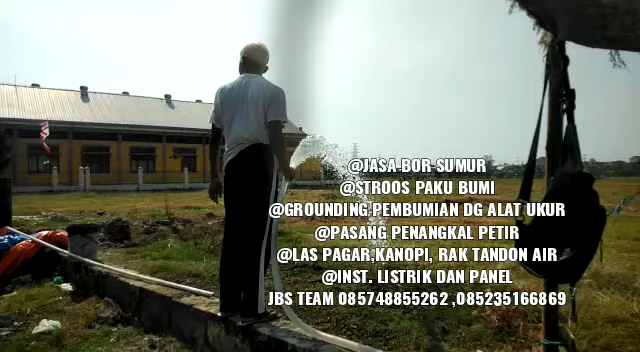 @JASA BOR SUMUR
@STROOS PAKU BUMI
@GROUNDING PEMBUMIAN DG ALAT UKUR
@PASANG PENANGKAL PETIR
@LAS PAGAR,KANOPI, RAK TANDON AIR
@INST. LISTRIK DAN PANEL
JBS TEAM 085748855262 ,085235166869